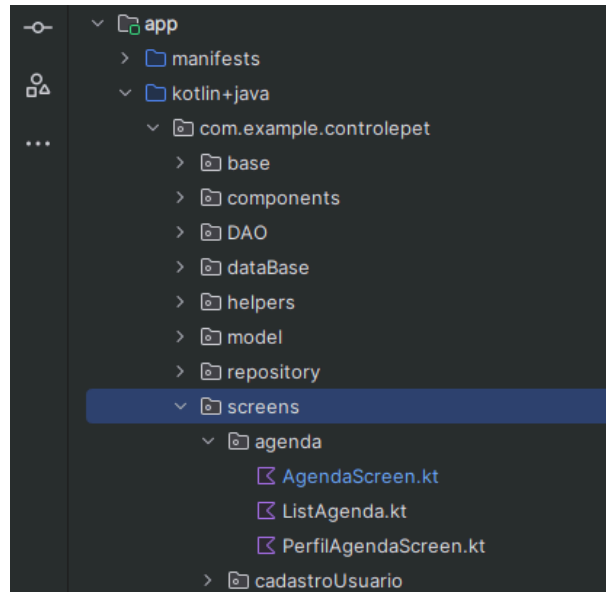 app
manifests
kotlin+java
com.example.controlepet
base
components
DAO
dataBase
helpers
model
repository
screens
agenda
AgendaScreen.kt
ListAgenda.kt
PerfilAgendaScreen.kt
cadastroUsuario